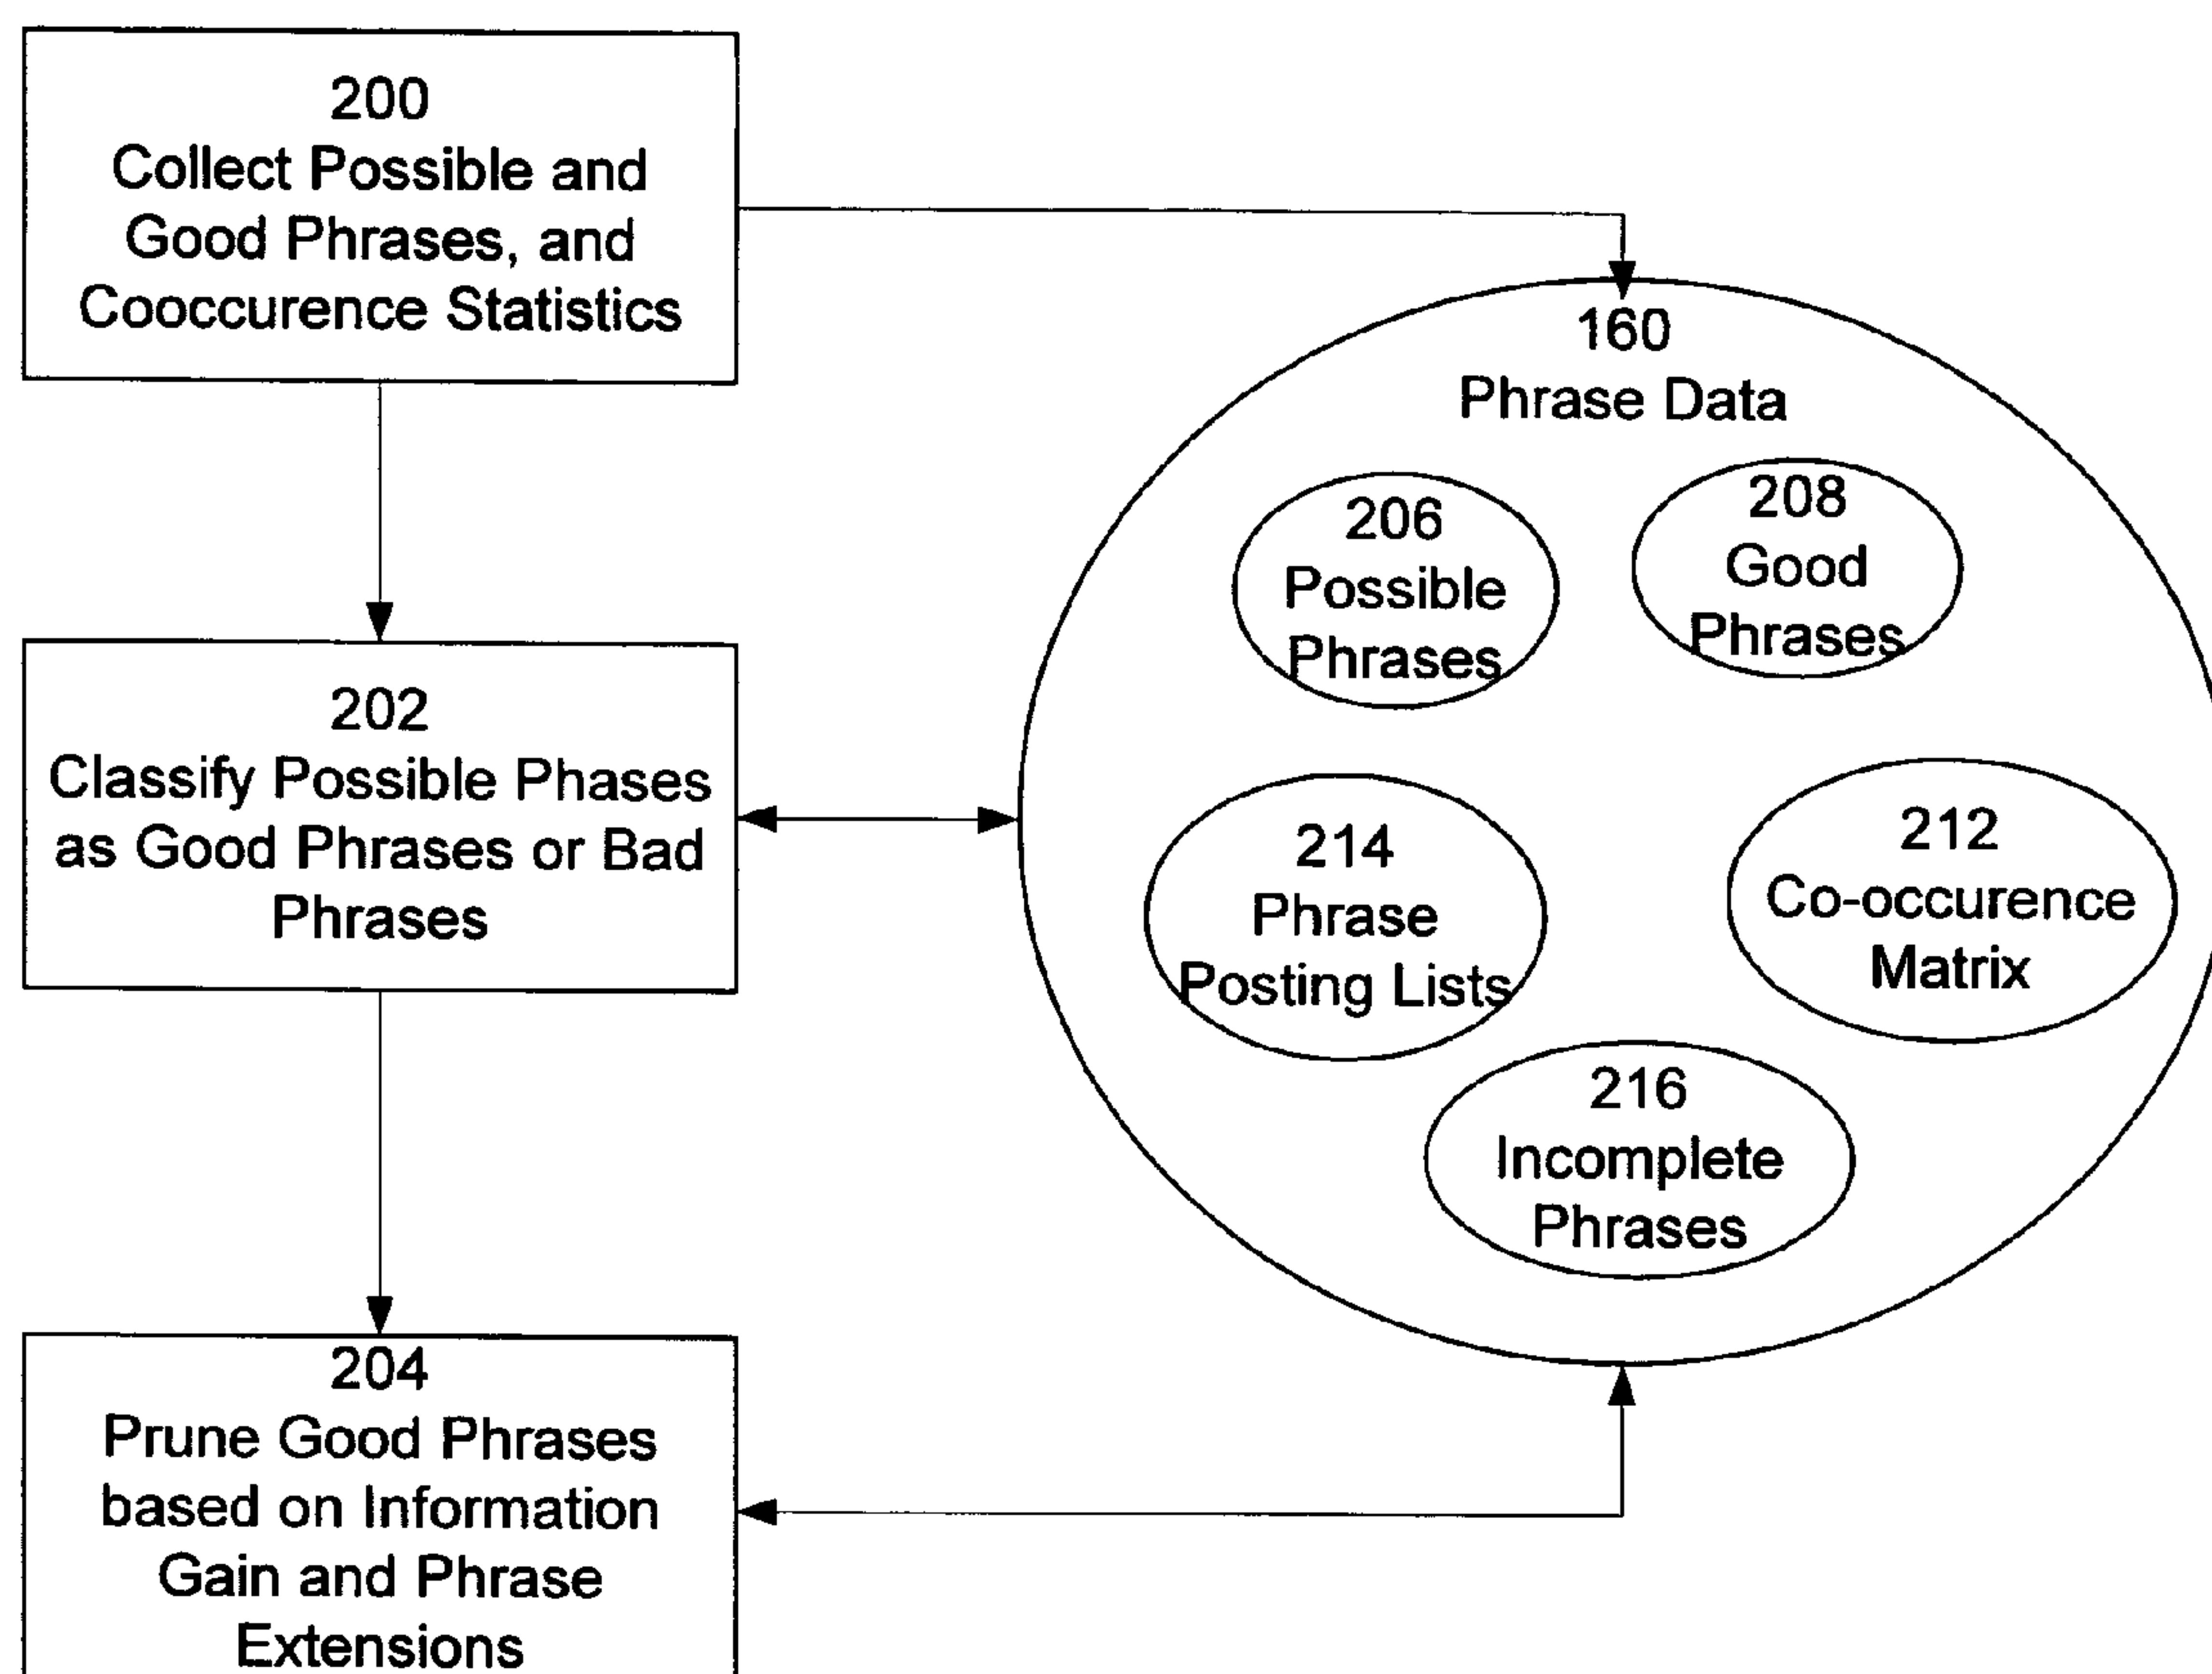 200
Collect Possible and
Good Phrases, and
Cooccurence Statistics
202
Classify Possible Phases
as Good Phrases or Bad
Phrases
204
Prune Good Phrases
based on Information
Gain and Phrase
Extensions
160
Phrase Data
206
Possible
Phrases
208
Good
Phrases
214
Phrase
Posting Lists
212
Co-occurence
Matrix
216
Incomplete
Phrases